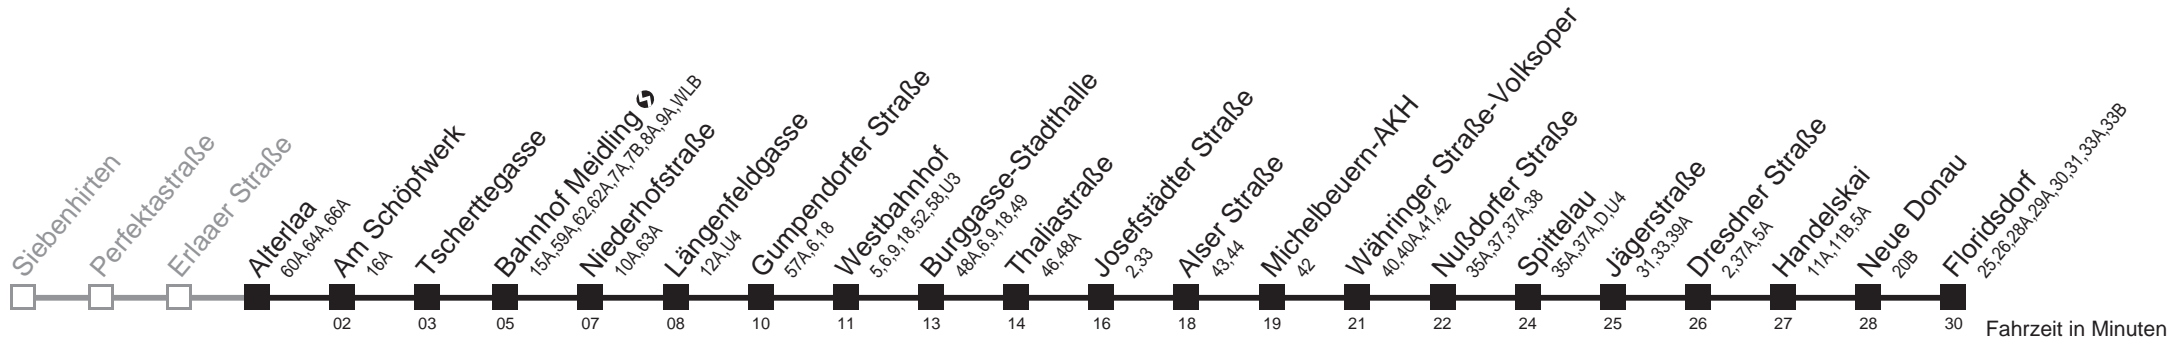 Siebenhirten
Perfektastraße
Erlaaer Straße
Alterlaa
60A,64A,66A
Am Schöpfwerk
16A
Tscherttegasse
Bahnhof Meidling
15A,59A,62,62A,7A,7B,8A,9A,WLB
Niederhofstraße
10A,63A
Längenfeldgasse
12A,U4
Gumpendorfer Straße
57A,6,18
Westbahnhof
5,6,9,18,52,58,U3
Burggasse-Stadthalle
48A,6,9,18,49
Thaliastraße
46,48A
Josefstädter Straße
2,33
Alser Straße
43,44
Michelbeuern-AKH
42
Währinger Straße-Volksoper
40,40A,41,42
Nußdorfer Straße
35A,37,37A,38
Spittelau
35A,37A,D,U4
Jägerstraße
31,33,39A
Dresdner Straße
2,37A,5A
Handelskai
11A,11B,5A
Neue Donau
20B
Floridsdorf
25,26,28A,29A,30,31,33A,33B
02 03 05 07 08 10 11 13 14 16 18 19 21 22 24 25 26 27 28 30
Fahrzeit in Minuten